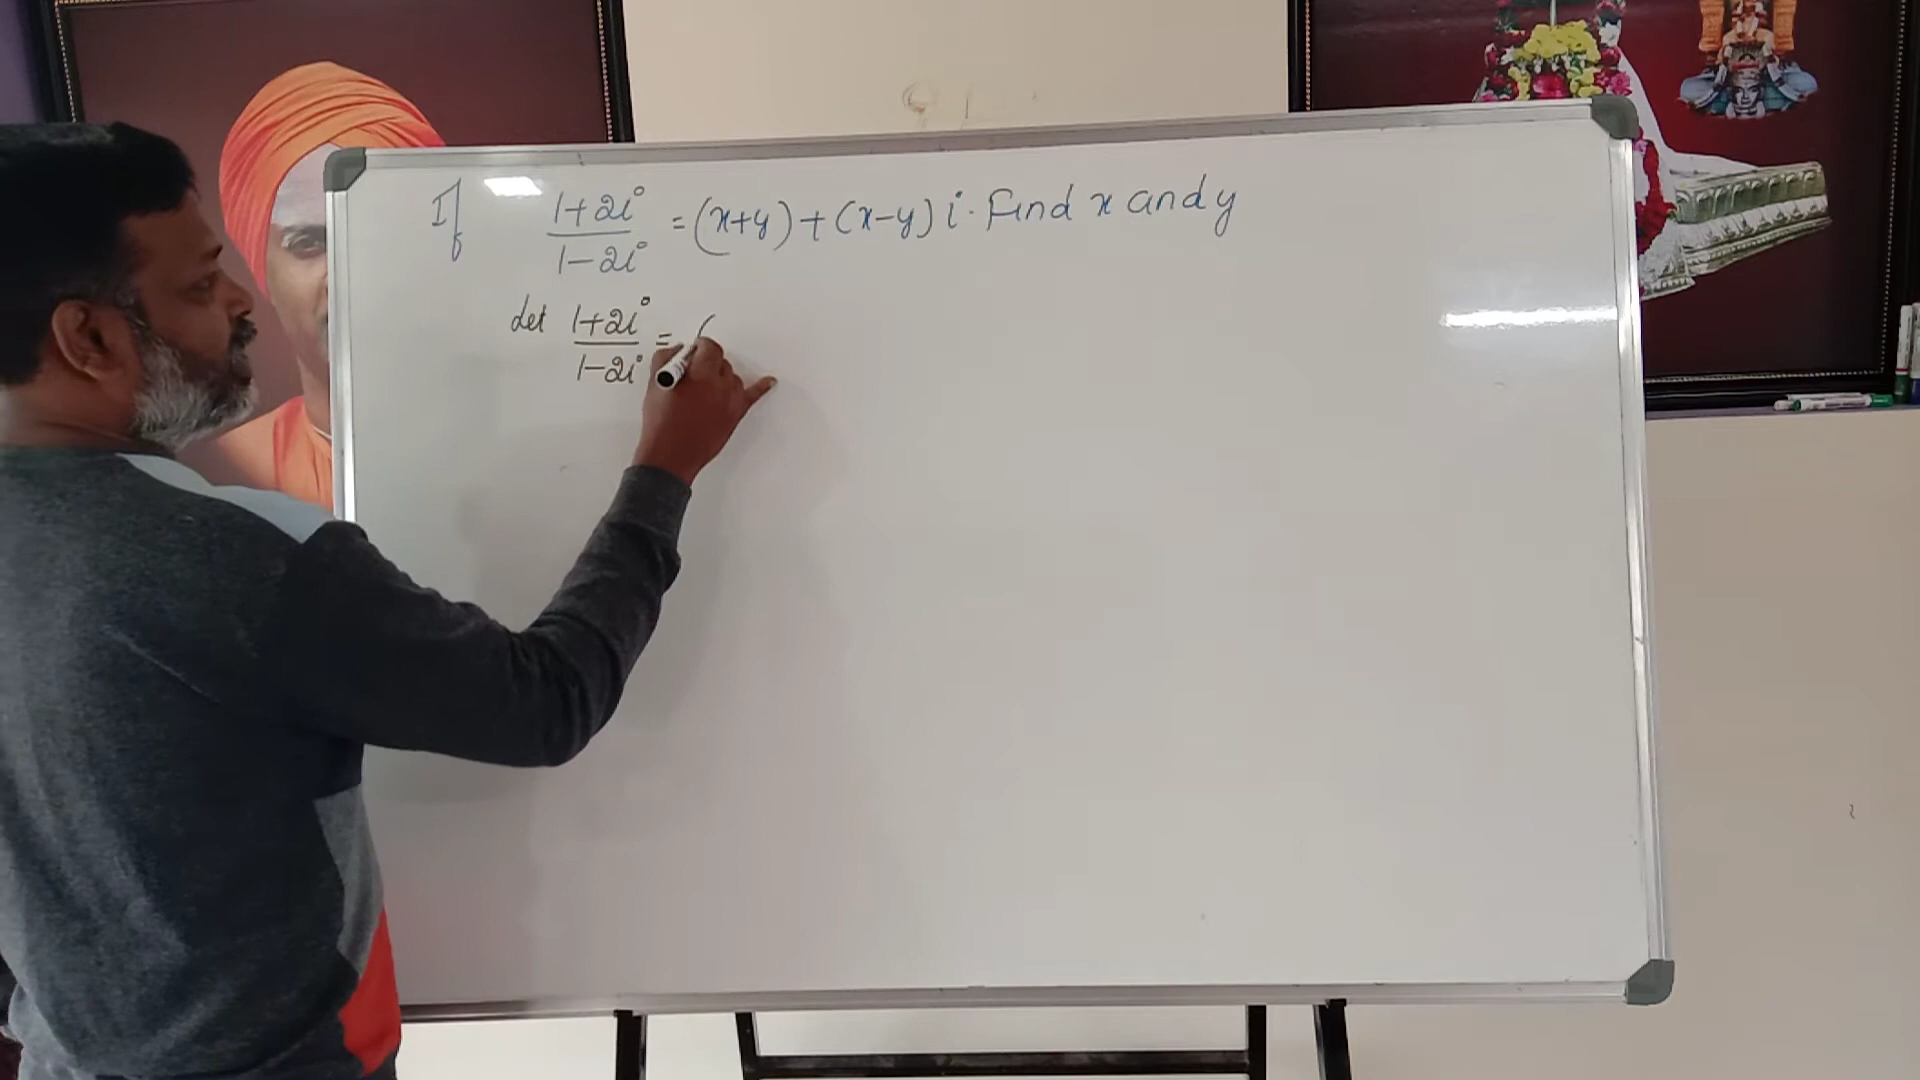 If (1+2i)/(1-2i) = (x+y) + (x-y) i. Find x and y
Let (1+2i)/(1-2i) = (